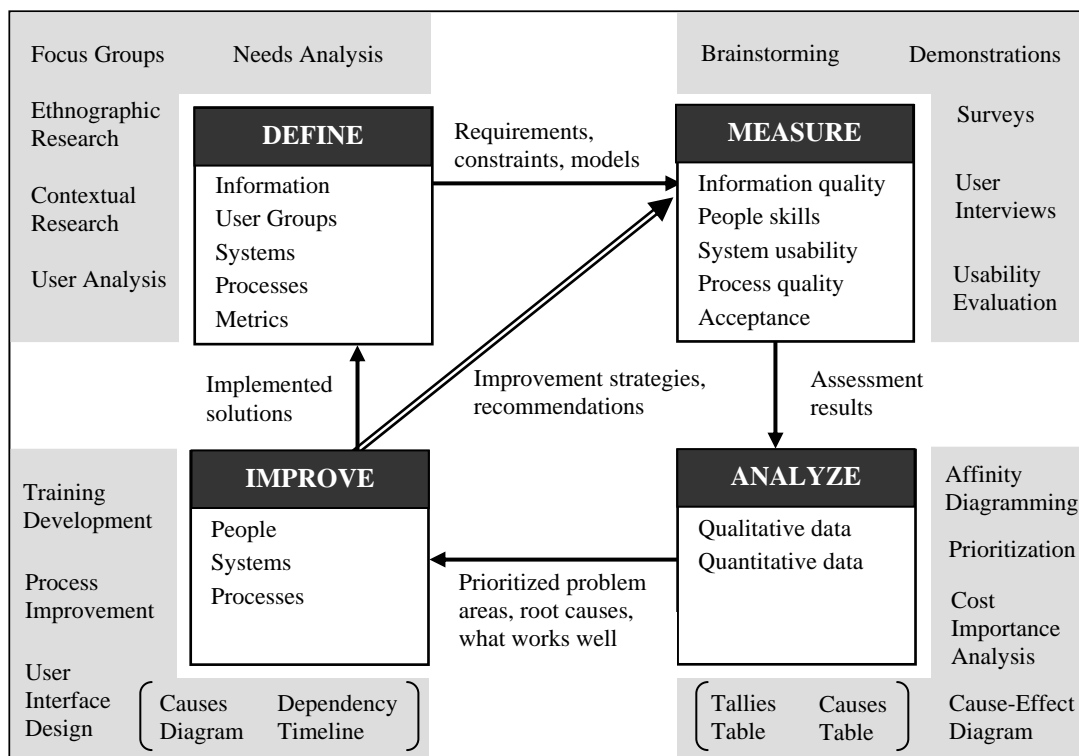 Focus Groups
Needs Analysis
Brainstorming
Demonstrations
Ethnographic
Research
Contextual
Research
User Analysis
DEFINE
Information
User Groups
Systems
Processes
Metrics
Requirements,
constraints, models
MEASURE
Information quality
People skills
System usability
Process quality
Acceptance
Surveys
User
Interviews
Usability
Evaluation
Implemented
solutions
Improvement strategies,
recommendations
Assessment
results
Training
Development
Process
Improvement
User
Interface
Design
IMPROVE
People
Systems
Processes
Prioritized problem
areas, root causes,
what works well
ANALYZE
Qualitative data
Quantitative data
Affinity
Diagramming
Prioritization
Cost
Importance
Analysis
Cause-Effect
Diagram
Causes
Diagram
Dependency
Timeline
Tallies
Table
Causes
Table